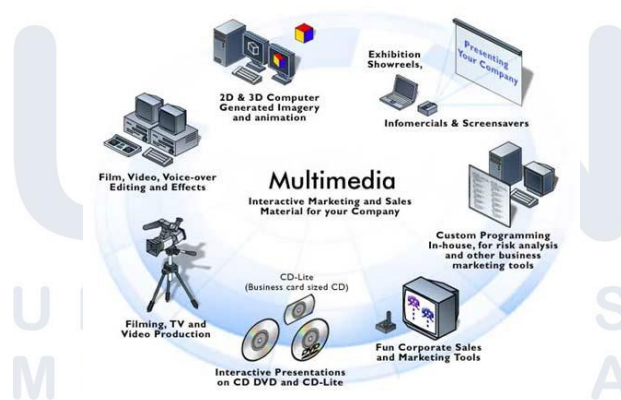 2D & 3D Computer
Generated Imagery
and animation
Exhibition
Showreels,
Presenting
Your Company
Infomercials & Screensavers
Film, Video, Voice-over
Editing and Effects
Multimedia
Interactive Marketing and Sales
Material for your Company
Custom Programming
In-house, for risk analysis
and other business
marketing tools
Filming, TV and
Video Production
CD-Lite
(Business card sized CD)
DVD
Interactive Presentations
on CD DVD and CD-Lite
Fun Corporate Sales
and Marketing Tools